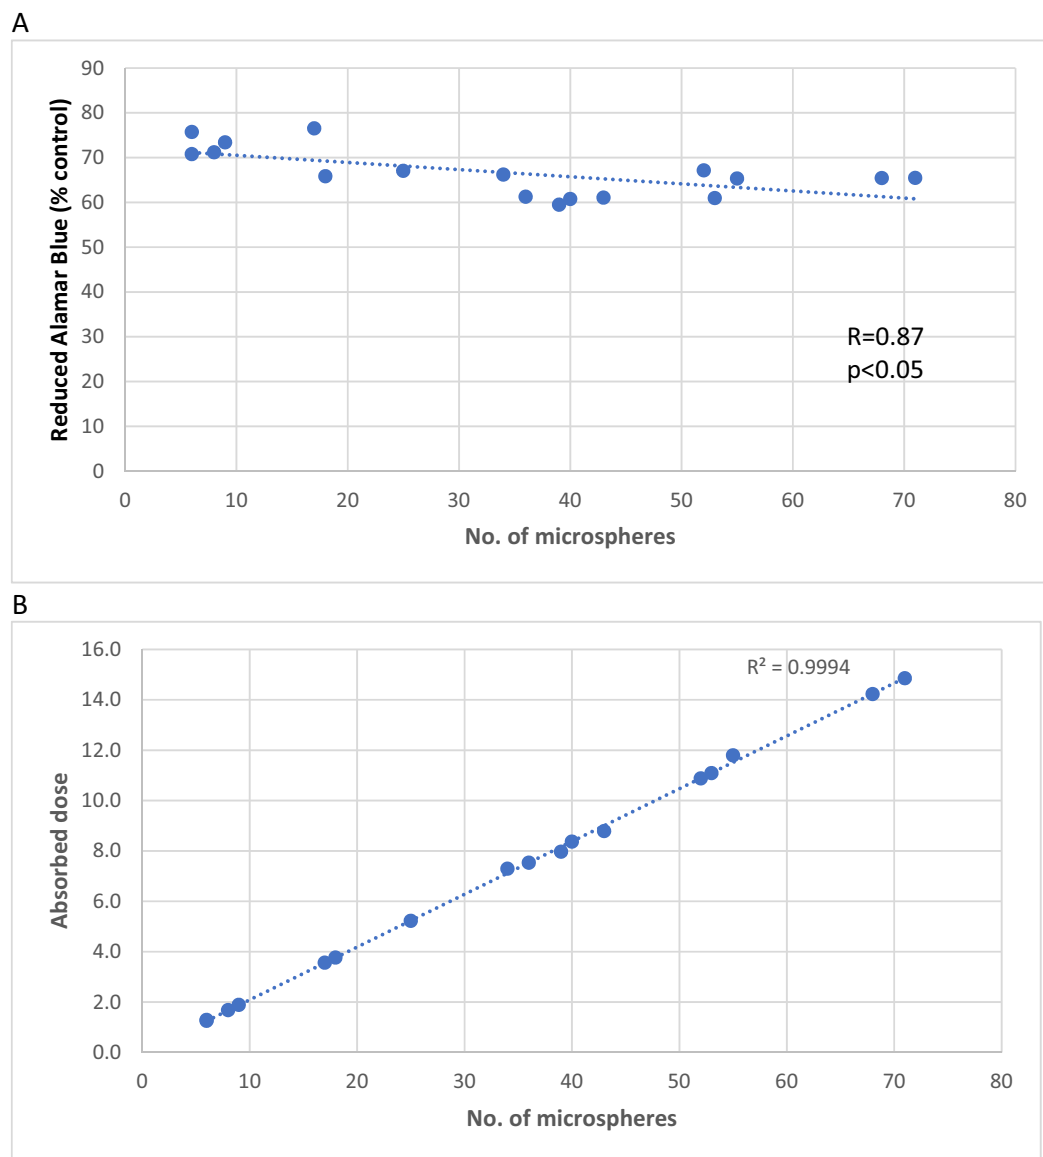 A
90
80
70
60
50
40
30
20
10
0
Reduced Alamar Blue (% control)
R=0.87
p<0.05
0 10 20 30 40 50 60 70 80
No. of microspheres
B
16.0
14.0
12.0
10.0
8.0
6.0
4.0
2.0
0.0
Absorbed dose
R² = 0.9994
0 10 20 30 40 50 60 70 80
No. of microspheres